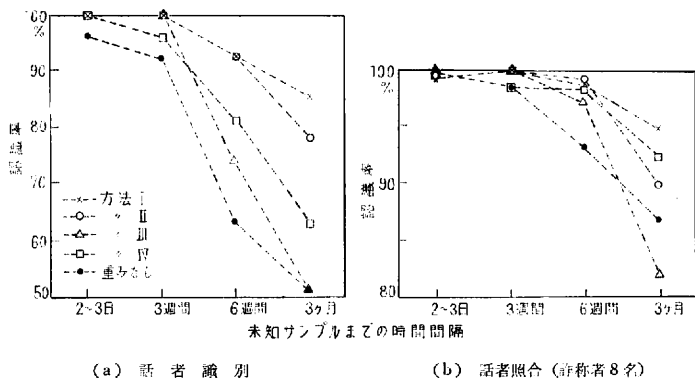 100
%
90
80
70
60
50
認識率
方法 I
〃 II
〃 III
〃 IV
重みなし
2~3日
3週間
6週間
3ヶ月
100
%
90
80
認識率
2~3日
3週間
6週間
3ヶ月
未知サンプルまでの時間間隔
(a) 話者識別
(b) 話者照合 (詐称者8名)